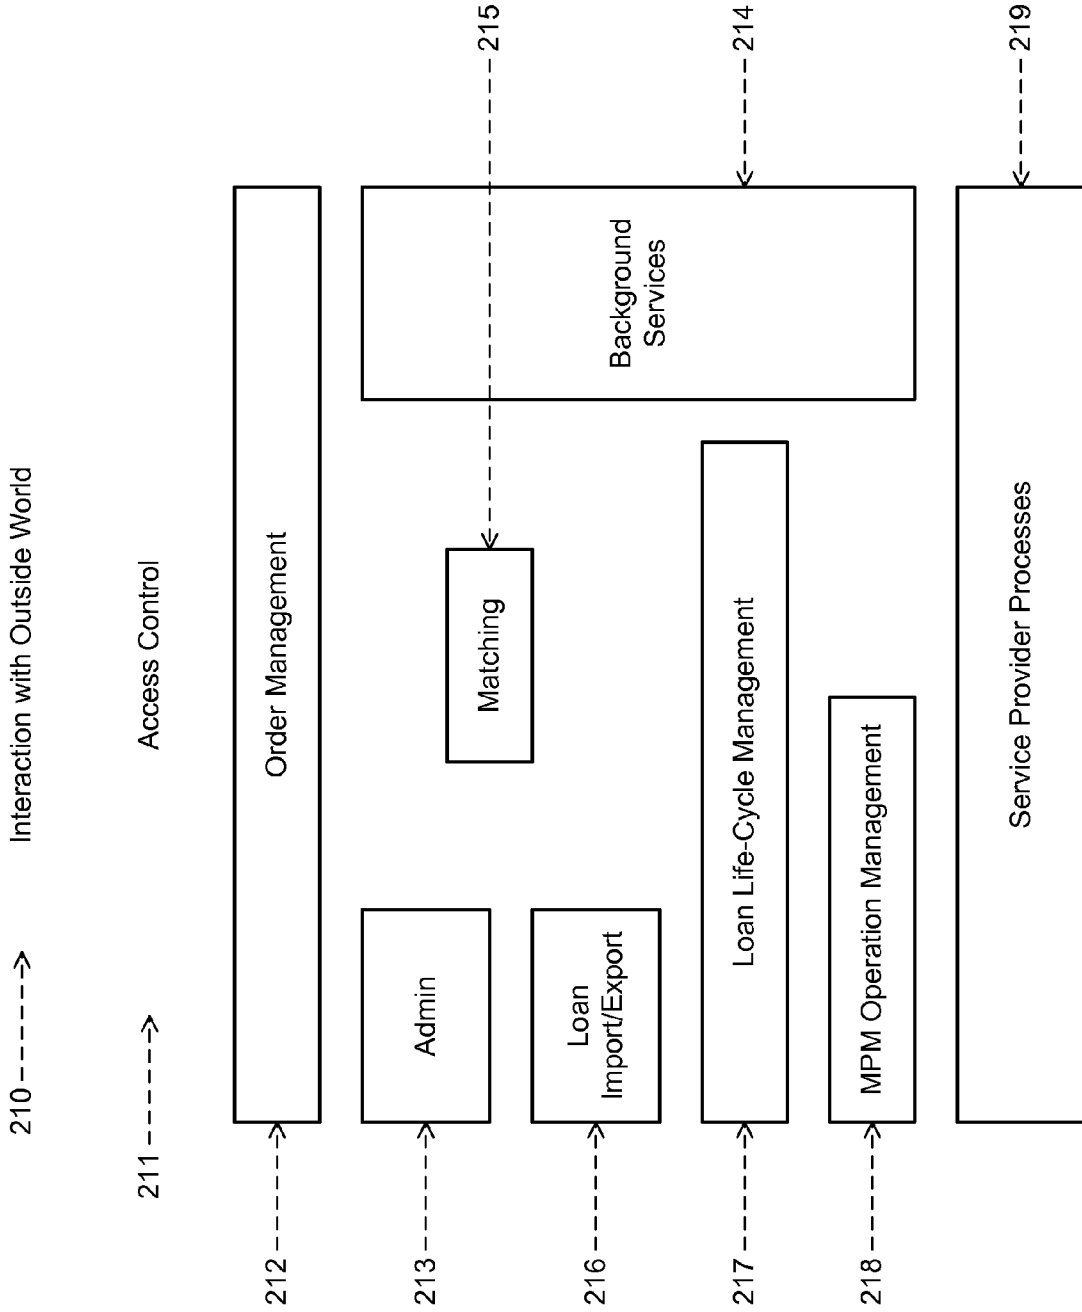 210
Interaction with Outside World
211
Access Control
212
Order Management
213
Admin
Matching
215
Background
Services
214
216
Loan
Import/Export
217
Loan Life-Cycle Management
218
MPM Operation Management
Service Provider Processes
219